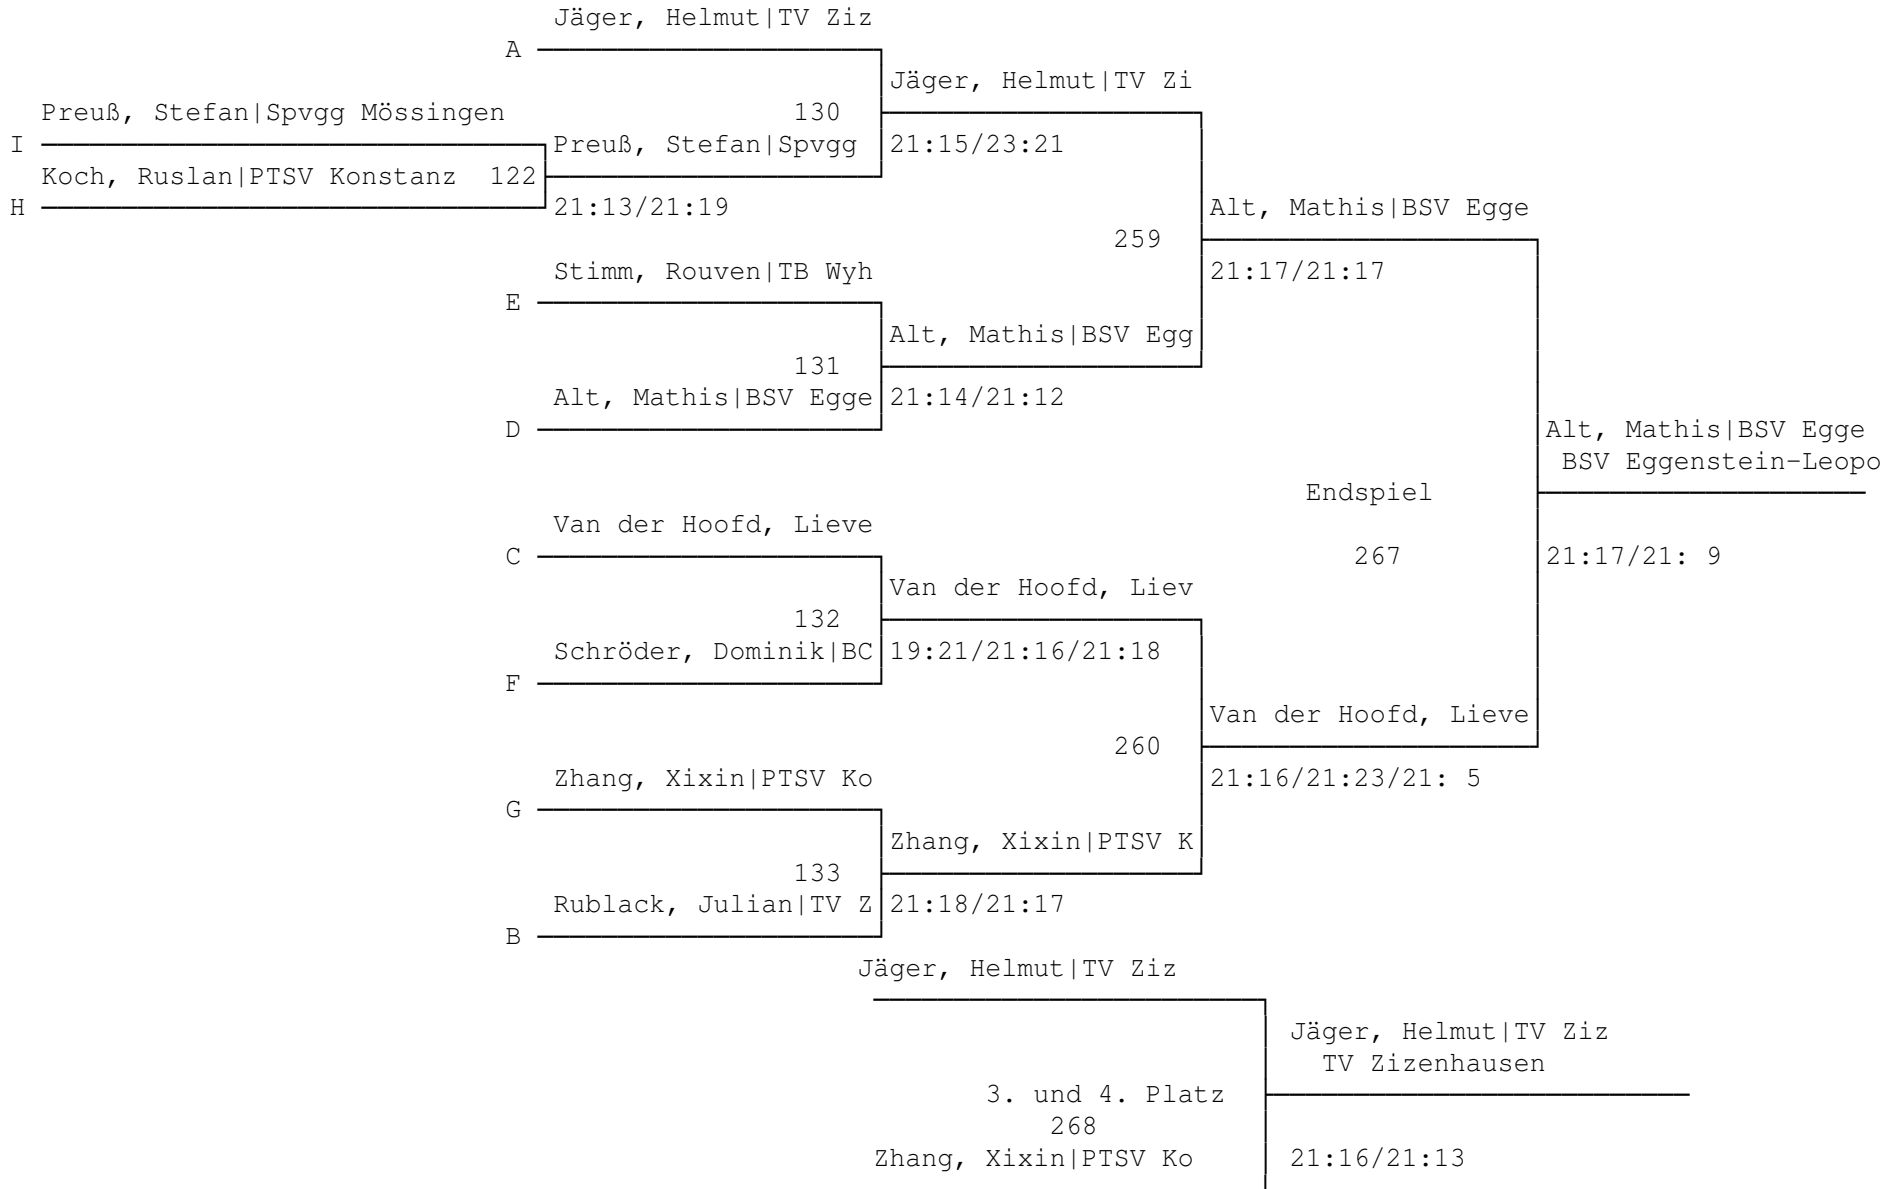 Jäger, Helmut|TV Ziz
A
Jäger, Helmut|TV Zi
Preuß, Stefan|Spvgg Mössingen 130
I Preuß, Stefan|Spvgg 21:15/23:21
Koch, Ruslan|PTSV Konstanz 122
H 21:13/21:19 Alt, Mathis|BSV Egge
259
Stimm, Rouven|TB Wyh 21:17/21:17
E
Alt, Mathis|BSV Egg
131
Alt, Mathis|BSV Egge 21:14/21:12
D Alt, Mathis|BSV Egge
BSV Eggenstein-Leopo
Endspiel
Van der Hoofd, Lieve
C 267 21:17/21: 9
Van der Hoofd, Liev
132
Schröder, Dominik|BC 19:21/21:16/21:18
F
Van der Hoofd, Lieve
260
Zhang, Xixin|PTSV Ko 21:16/21:23/21: 5
G
Zhang, Xixin|PTSV K
133
Rublack, Julian|TV Z 21:18/21:17
B
Jäger, Helmut|TV Ziz
Jäger, Helmut|TV Ziz
TV Zizenhausen
3. und 4. Platz
268
Zhang, Xixin|PTSV Ko 21:16/21:13